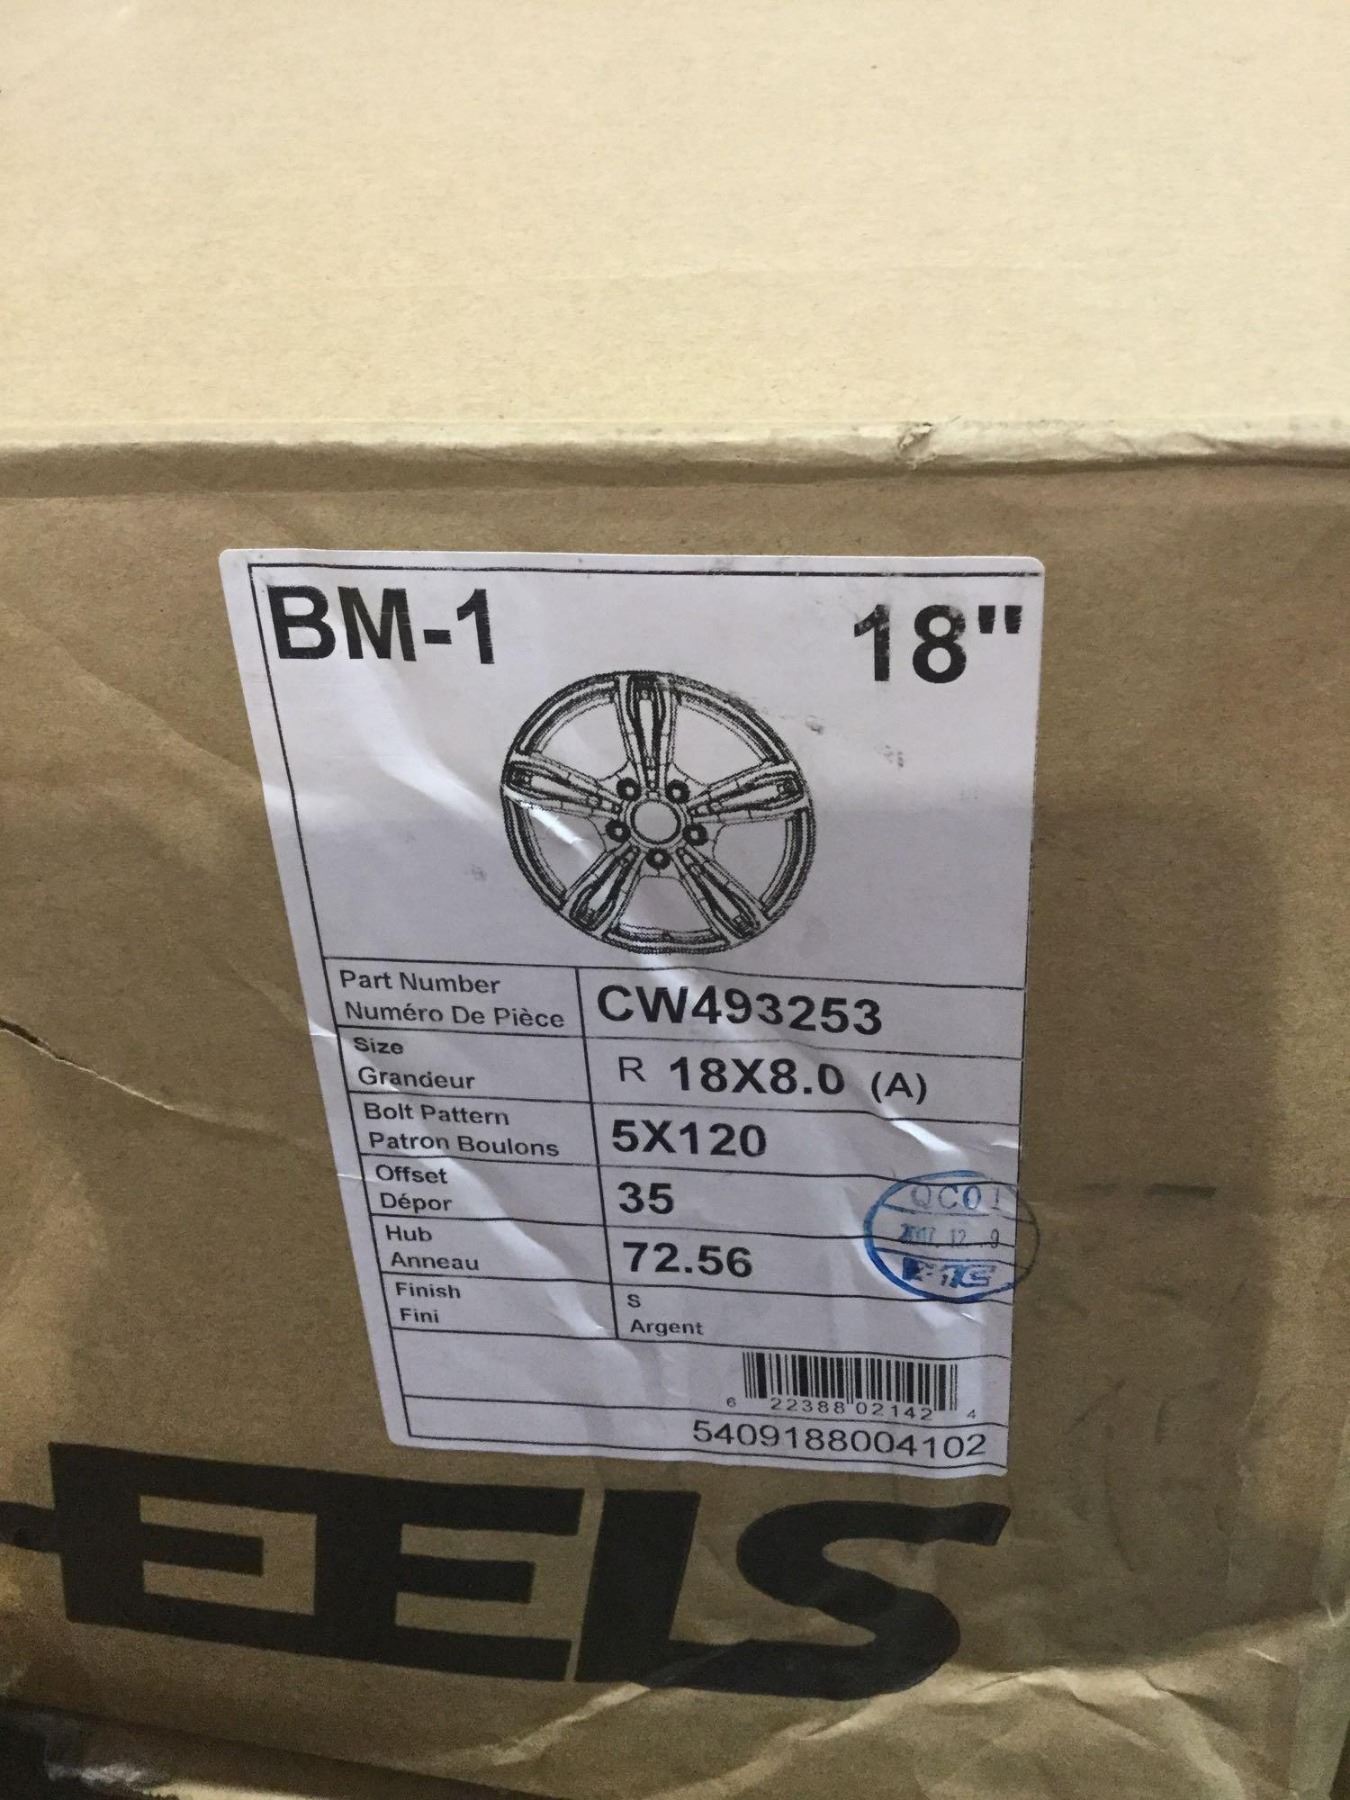 BM-1 18"
Part Number
Numéro De Pièce
CW493253
Size
Grandeur
R 18X8.0 (A)
Bolt Pattern
Patron Boulons
5X120
Offset
Dépor
35
Hub
Anneau
72.56
Finish
Fini
S
Argent
QC01
6 22388 02142 4
5409188004102
EELS